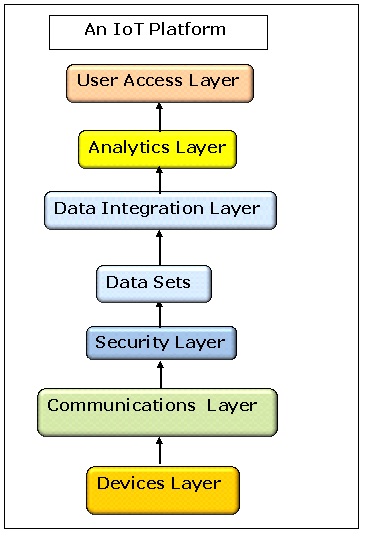 An IoT Platform
User Access Layer
Analytics Layer
Data Integration Layer
Data Sets
Security Layer
Communications Layer
Devices Layer